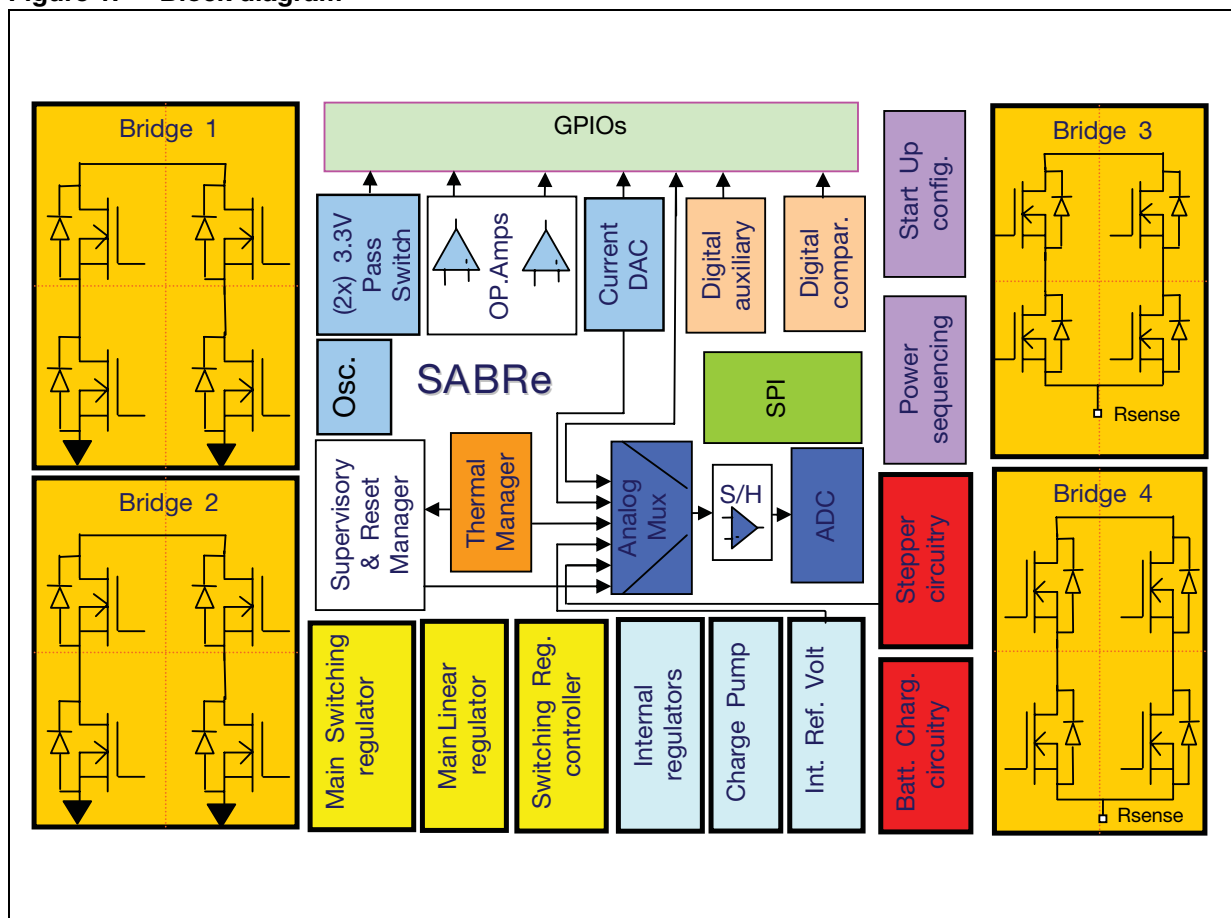 Bridge 1
GPIOs
Start Up
config.
Bridge 3
(2x) 3.3V
Pass
Switch
OP.Amps
Current
DAC
Digital
auxiliary
Digital
compar.
Osc.
SABRe
SPI
Power
sequencing
Rsense
Bridge 2
Supervisory
& Reset
Manager
Thermal
Manager
Analog
Mux
S/H
ADC
Stepper
circuitry
Bridge 4
Main Switching
regulator
Main Linear
regulator
Switching Reg.
controller
Internal
regulators
Charge Pump
Int. Ref. Volt
Batt. Charg.
circuitry
Rsense